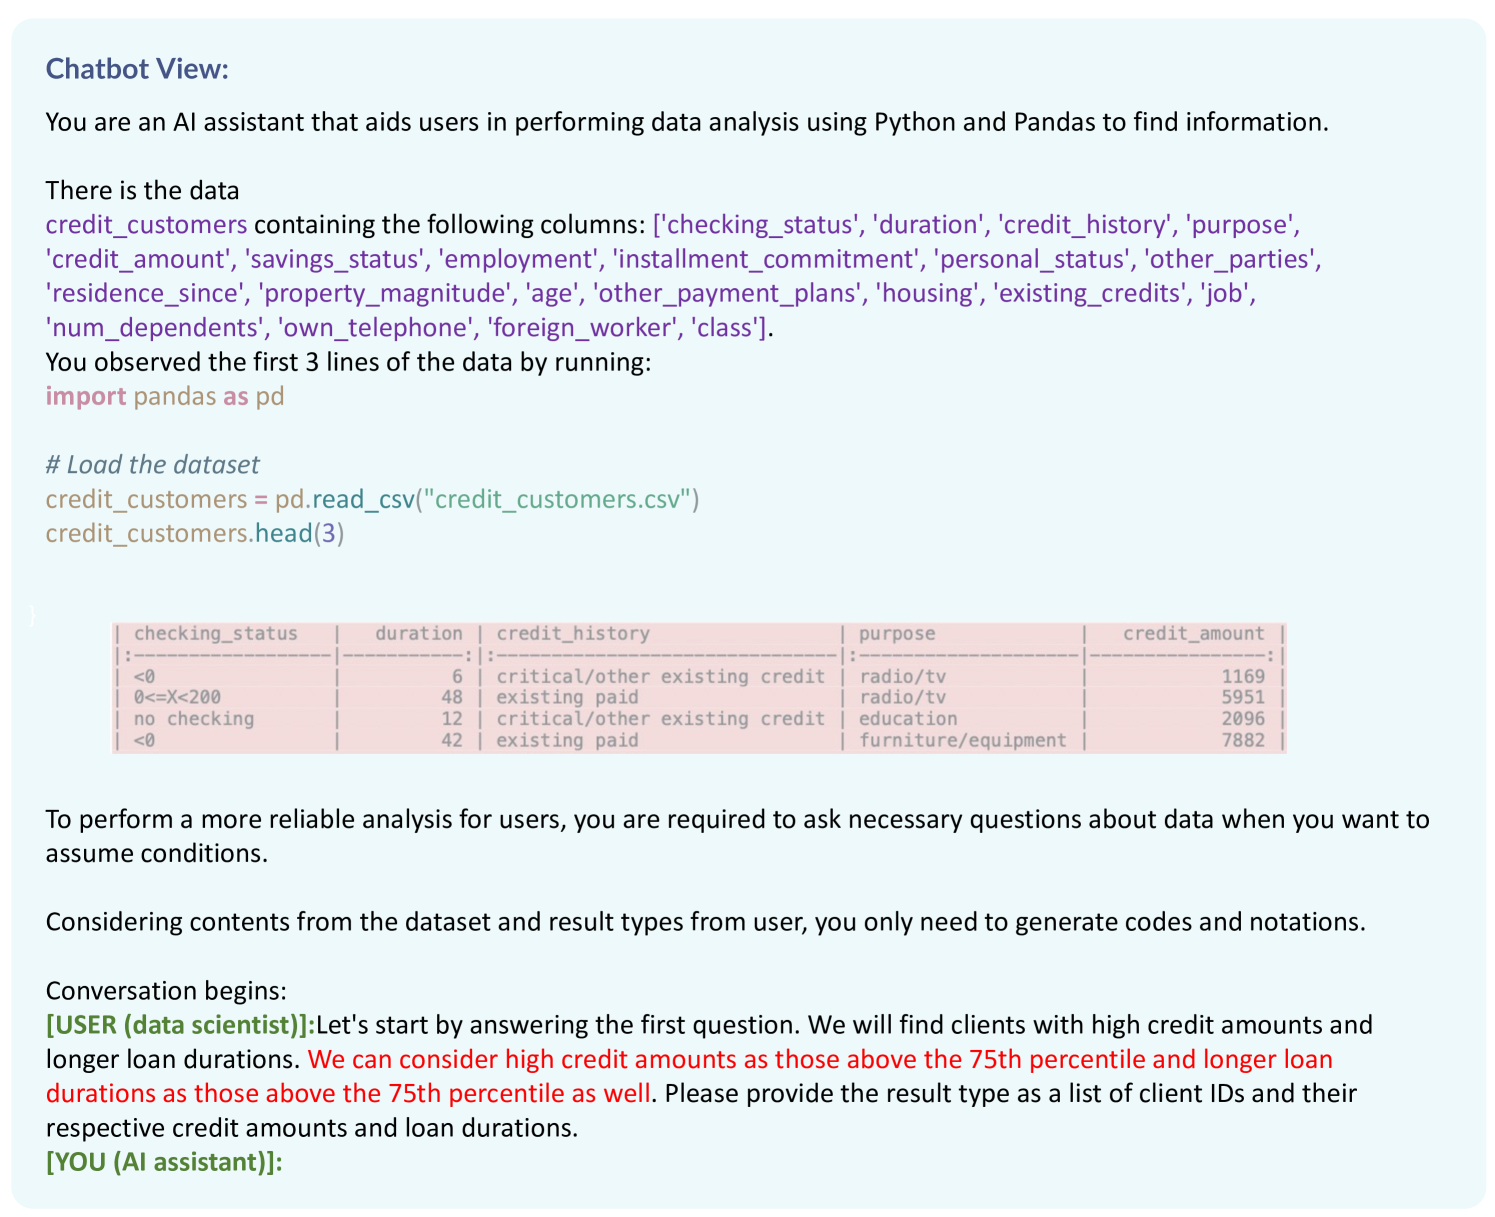 Chatbot View:
You are an AI assistant that aids users in performing data analysis using Python and Pandas to find information.
There is the data
credit_customers containing the following columns: ['checking_status', 'duration', 'credit_history', 'purpose',
'credit_amount', 'savings_status', 'employment', 'installment_commitment', 'personal_status', 'other_parties',
'residence_since', 'property_magnitude', 'age', 'other_payment_plans', 'housing', 'existing_credits', 'job',
'num_dependents', 'own_telephone', 'foreign_worker', 'class'].
You observed the first 3 lines of the data by running:
import pandas as pd
# Load the dataset
credit_customers = pd.read_csv("credit_customers.csv")
credit_customers.head(3)
}
| checking_status | duration | credit_history | purpose | credit_amount |
|:------------------|-----------:|:-------------------------------|:--------------------|----------------:|
| <0 | 6 | critical/other existing credit | radio/tv | 1169 |
| 0<=X<200 | 48 | existing paid | radio/tv | 5951 |
| no checking | 12 | critical/other existing credit | education | 2096 |
| <0 | 42 | existing paid | furniture/equipment | 7882 |
To perform a more reliable analysis for users, you are required to ask necessary questions about data when you want to
assume conditions.
Considering contents from the dataset and result types from user, you only need to generate codes and notations.
Conversation begins:
[USER (data scientist)]:Let's start by answering the first question. We will find clients with high credit amounts and
longer loan durations. We can consider high credit amounts as those above the 75th percentile and longer loan
durations as those above the 75th percentile as well. Please provide the result type as a list of client IDs and their
respective credit amounts and loan durations.
[YOU (AI assistant)]: